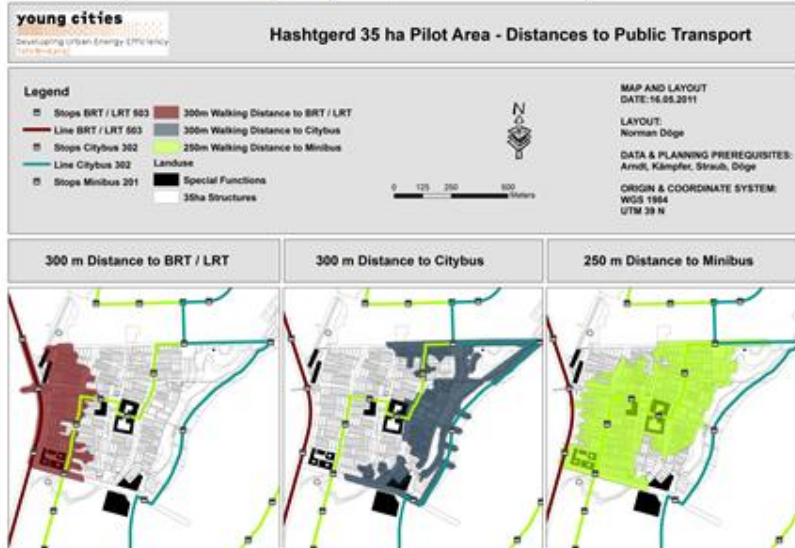 young cities
Developing Urban Energy Efficiency
Hashtgerd 35 ha Pilot Area - Distances to Public Transport
Legend
Stops BRT / LRT 503
Line BRT / LRT 503
Stops Citybus 302
Line Citybus 302
Stops Minibus 201
300m Walking Distance to BRT / LRT
300m Walking Distance to Citybus
250m Walking Distance to Minibus
Landuse
Special Functions
35ha Structures
N
0 125 250 500
Meters
MAP AND LAYOUT
DATE:16.05.2011
LAYOUT:
Norman Döge
DATA & PLANNING PREREQUISITES:
Arndt, Kämpfer, Straub, Döge
ORIGIN & COORDINATE SYSTEM:
WGS 1984
UTM 39 N
300 m Distance to BRT / LRT
300 m Distance to Citybus
250 m Distance to Minibus